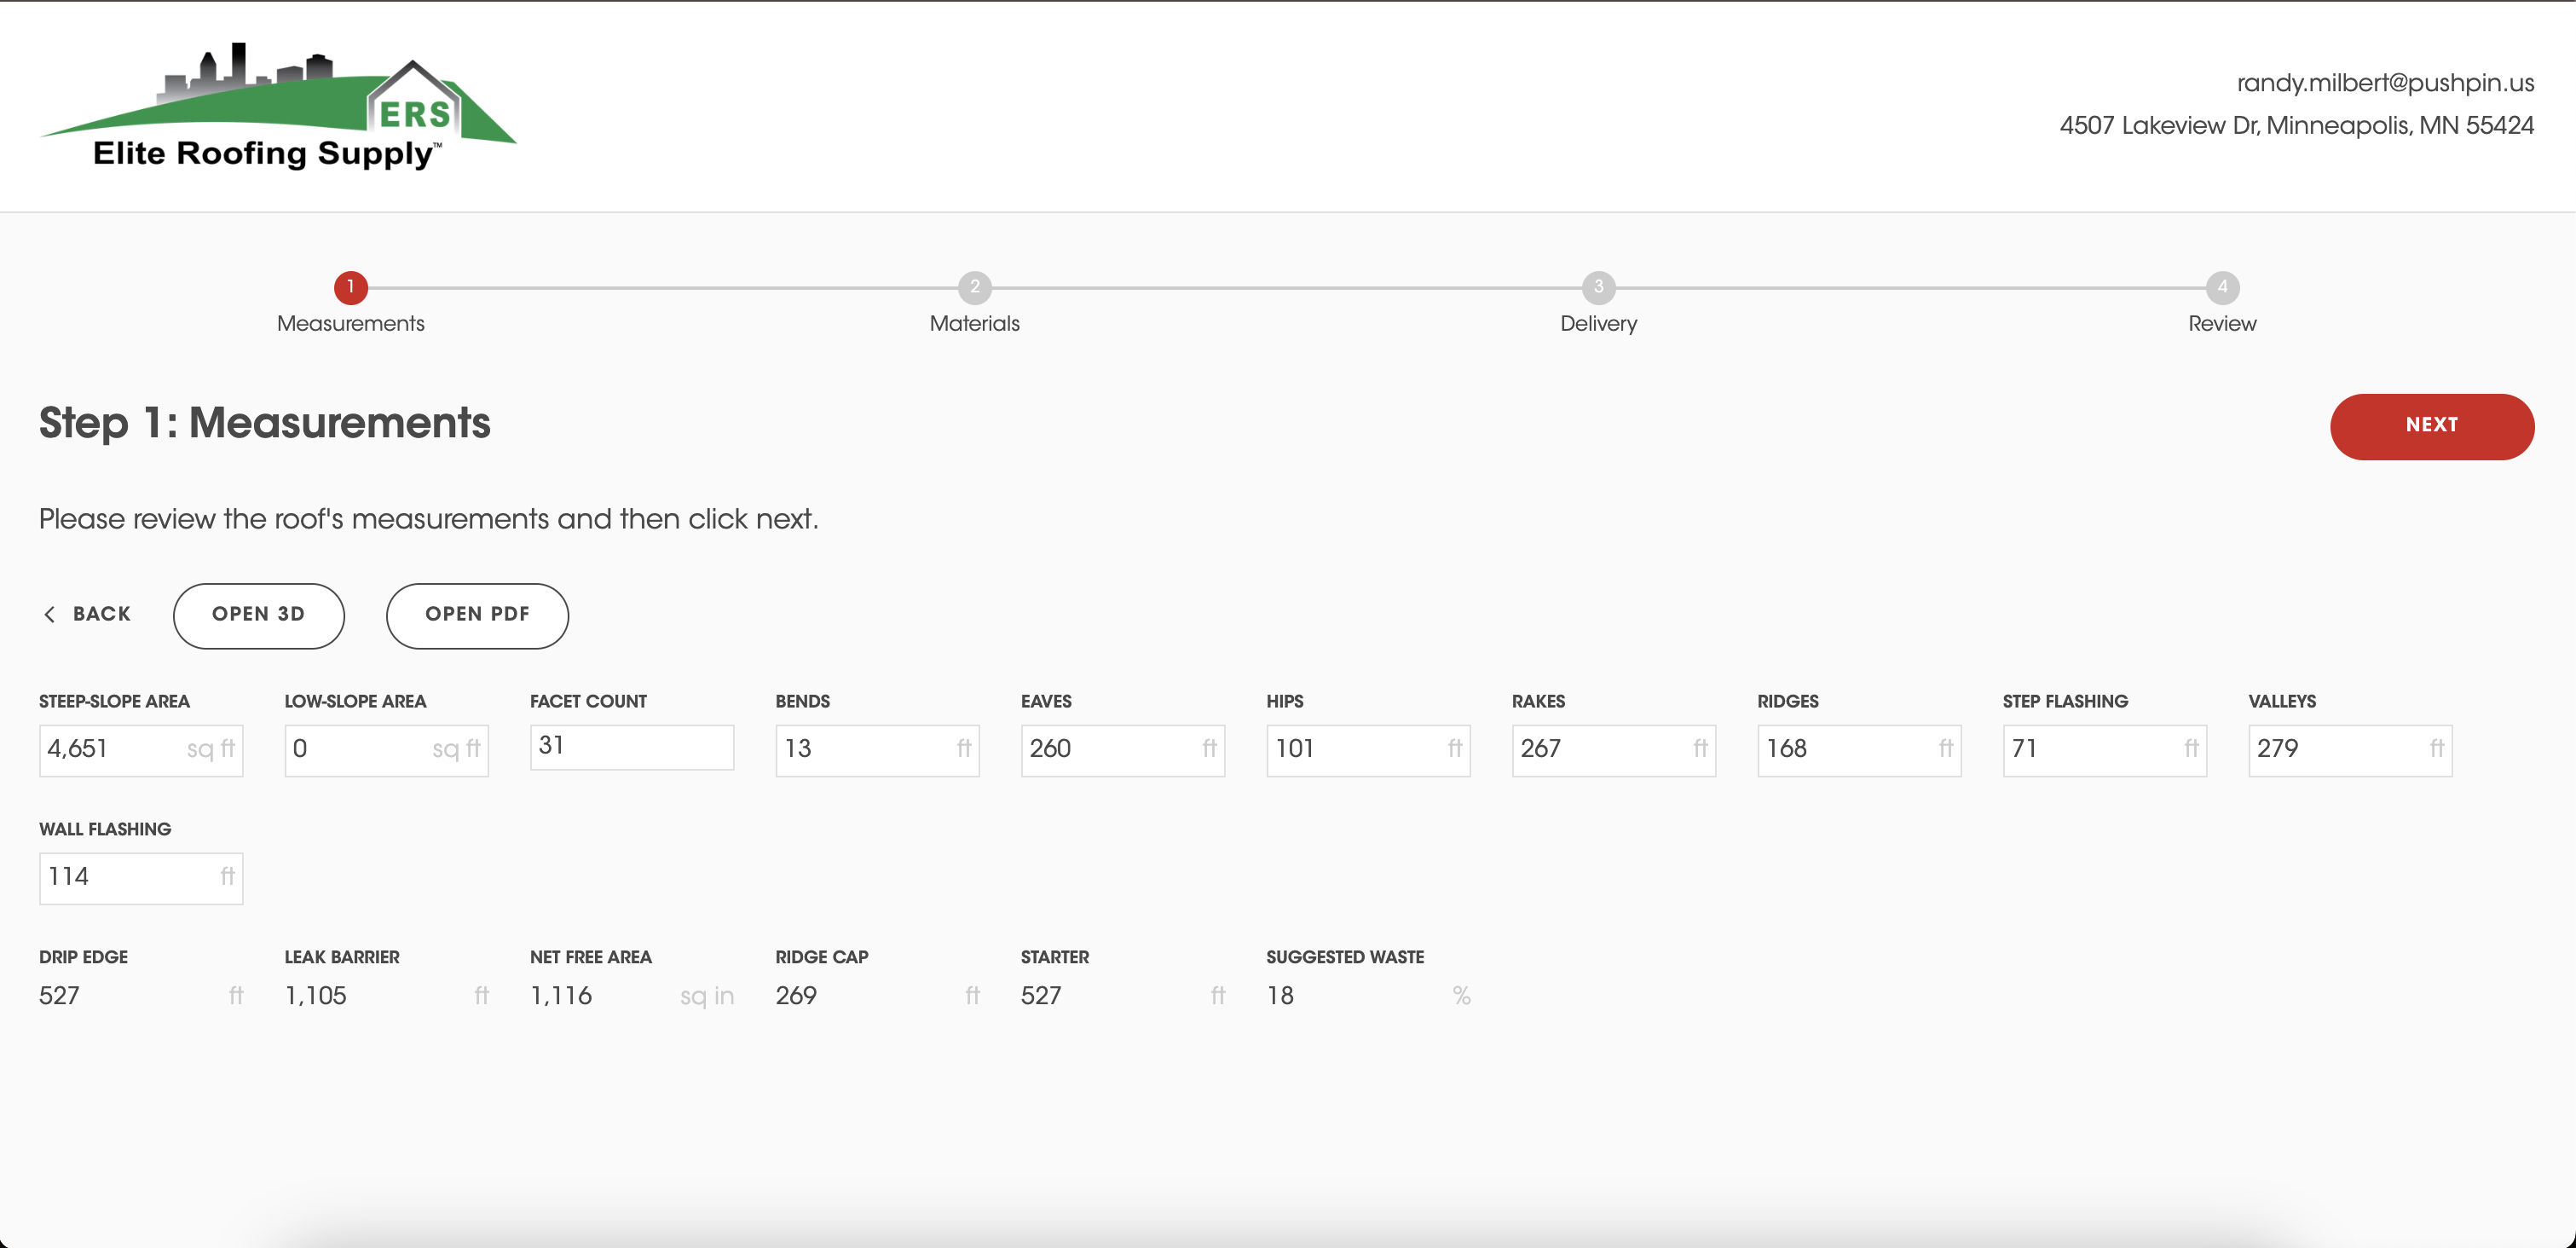 ERS
Elite Roofing Supply™
randy.milbert@pushpin.us
4507 Lakeview Dr, Minneapolis, MN 55424
1 2 3 4
Measurements Materials Delivery Review
Step 1: Measurements
NEXT
Please review the roof's measurements and then click next.
BACK OPEN 3D OPEN PDF
STEEP-SLOPE AREA LOW-SLOPE AREA FACET COUNT BENDS EAVES HIPS RAKES RIDGES STEP FLASHING VALLEYS
4,651 sq ft 0 sq ft 31 13 ft 260 ft 101 ft 267 ft 168 ft 71 ft 279 ft
WALL FLASHING
114 ft
DRIP EDGE LEAK BARRIER NET FREE AREA RIDGE CAP STARTER SUGGESTED WASTE
527 ft 1,105 ft 1,116 sq in 269 ft 527 ft 18 %